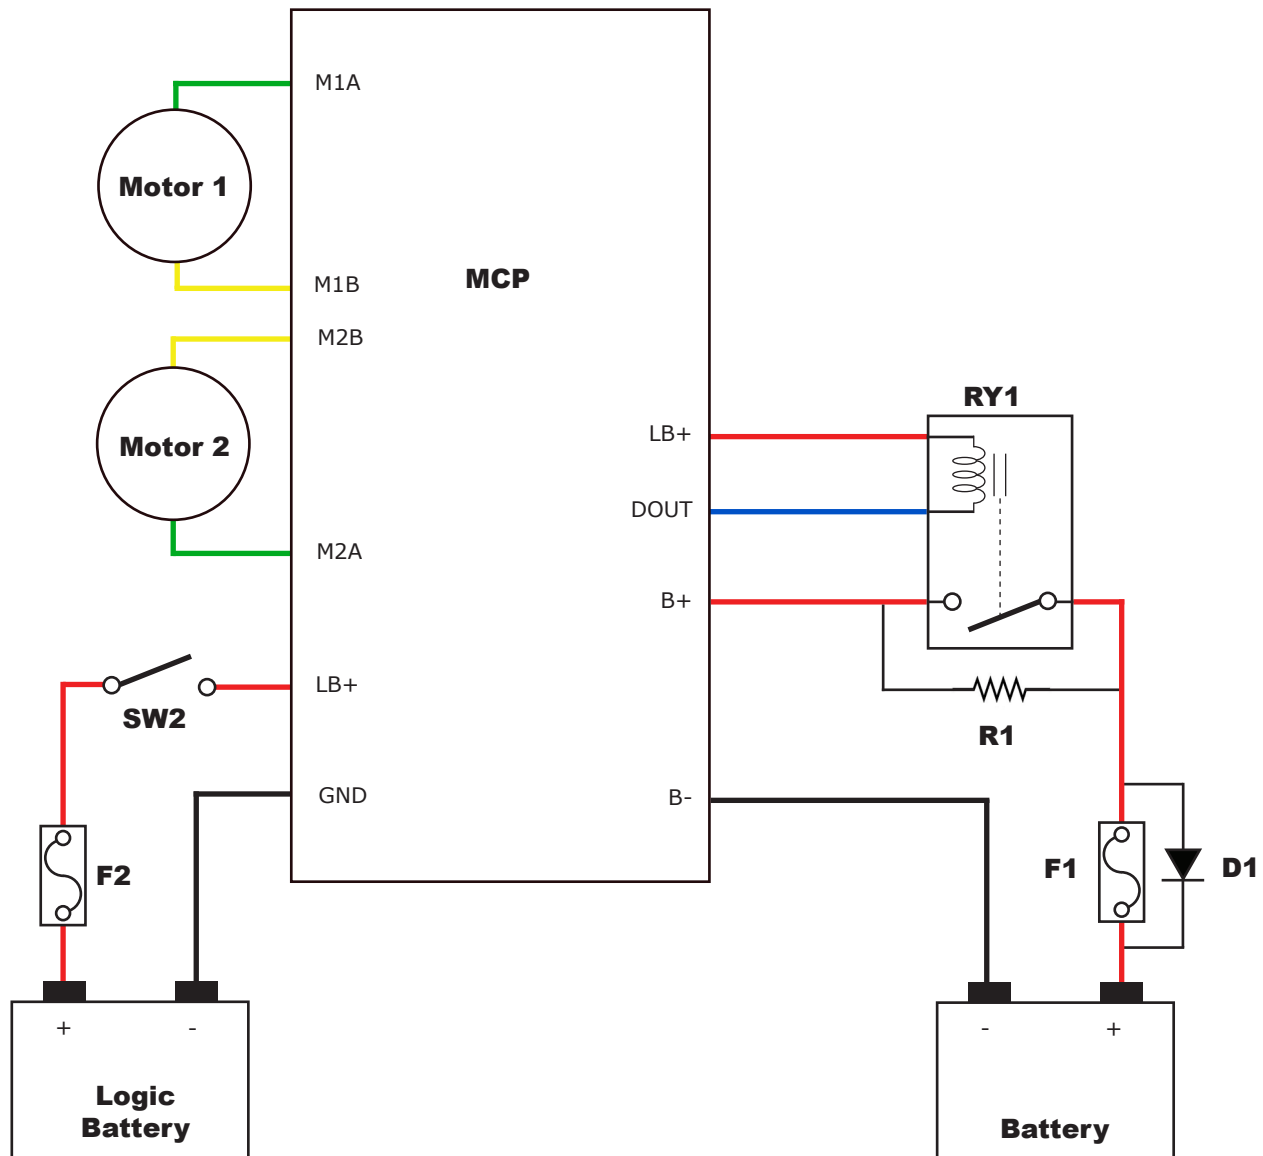 M1A
Motor 1
MCP
M1B
M2B
RY1
LB+
Motor 2
DOUT
M2A
B+
LB+
SW2
R1
GND
B-
F2
F1
D1
+
-
-
+
Logic
Battery
Battery